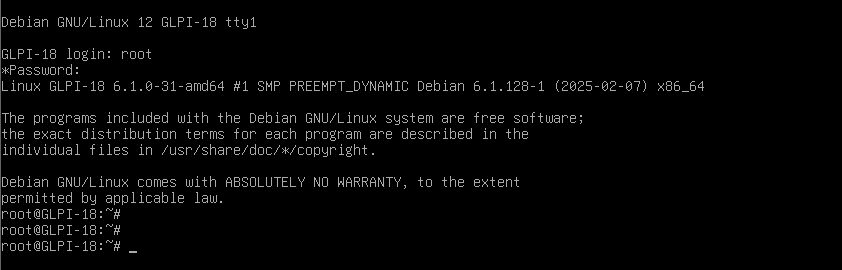 Debian GNU/Linux 12 GLPI-18 tty1
GLPI-18 login: root
*Password:
Linux GLPI-18 6.1.0-31-amd64 #1 SMP PREEMPT_DYNAMIC Debian 6.1.128-1 (2025-02-07) x86_64
The programs included with the Debian GNU/Linux system are free software;
the exact distribution terms for each program are described in the
individual files in /usr/share/doc/*/copyright.
Debian GNU/Linux comes with ABSOLUTELY NO WARRANTY, to the extent
permitted by applicable law.
root@GLPI-18:~#
root@GLPI-18:~#
root@GLPI-18:~# _